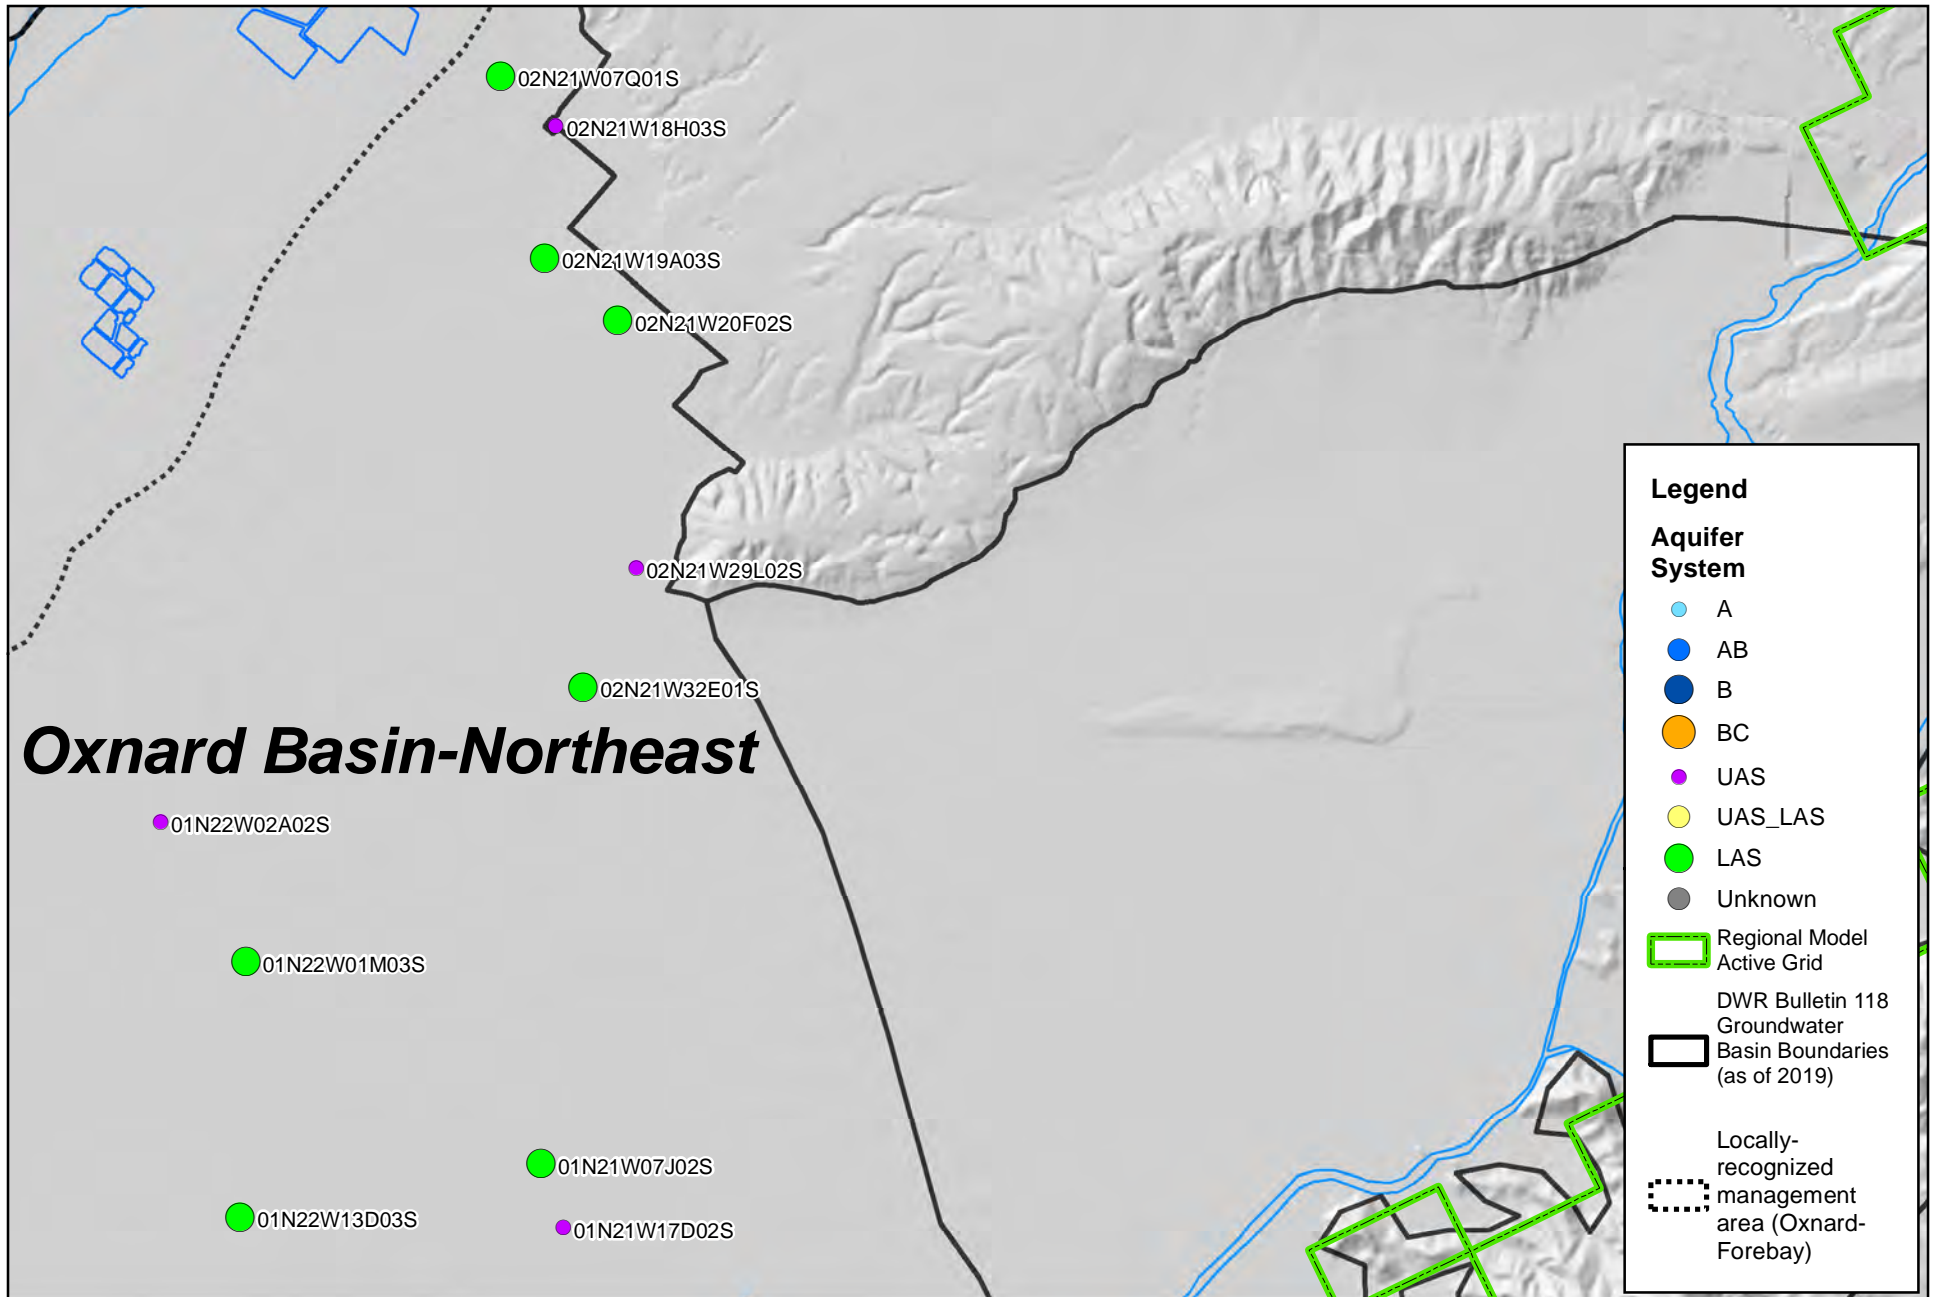 02N21W07Q01S
02N21W18H03S
02N21W19A03S
02N21W20F02S
02N21W29L02S
02N21W32E01S
Oxnard Basin-Northeast
01N22W02A02S
01N22W01M03S
01N21W07J02S
01N22W13D03S
01N21W17D02S
Legend
Aquifer
System
A
AB
B
BC
UAS
UAS_LAS
LAS
Unknown
Regional Model
Active Grid
DWR Bulletin 118
Groundwater
Basin Boundaries
(as of 2019)
Locally-
recognized
management
area (Oxnard-
Forebay)